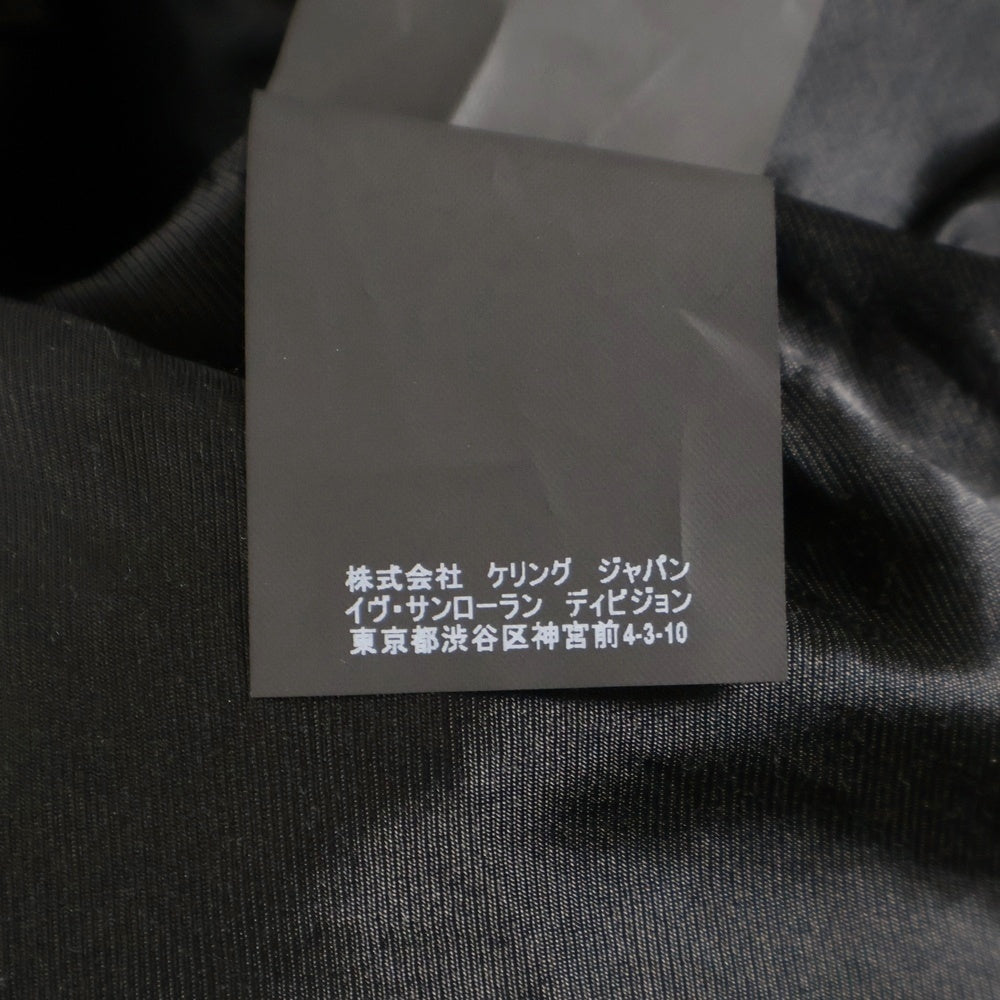 株式会社 ケリング ジャパン
イヴ・サンローラン ディビジョン
東京都渋谷区神宮前4-3-10